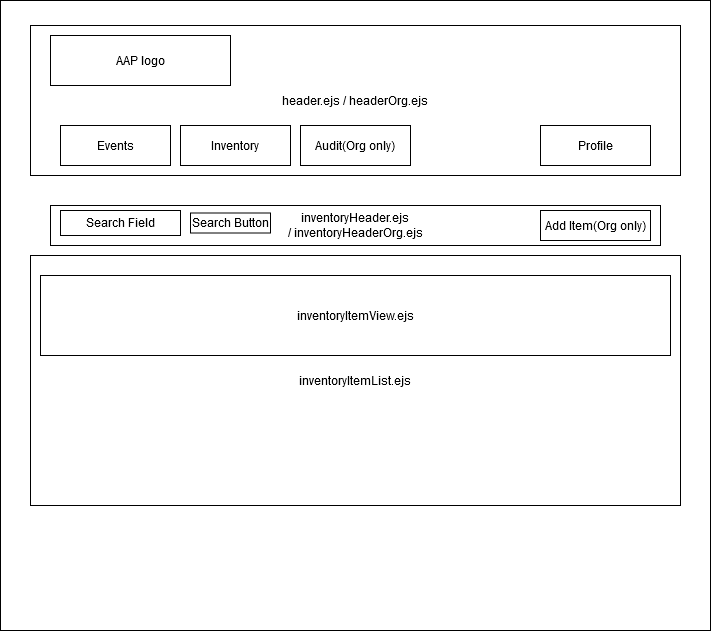 AAP logo
header.ejs / headerOrg.ejs
Events
Inventory
Audit(Org only)
Profile
Search Field
Search Button
inventoryHeader.ejs
/ inventoryHeaderOrg.ejs
Add Item(Org only)
inventoryItemView.ejs
inventoryItemList.ejs